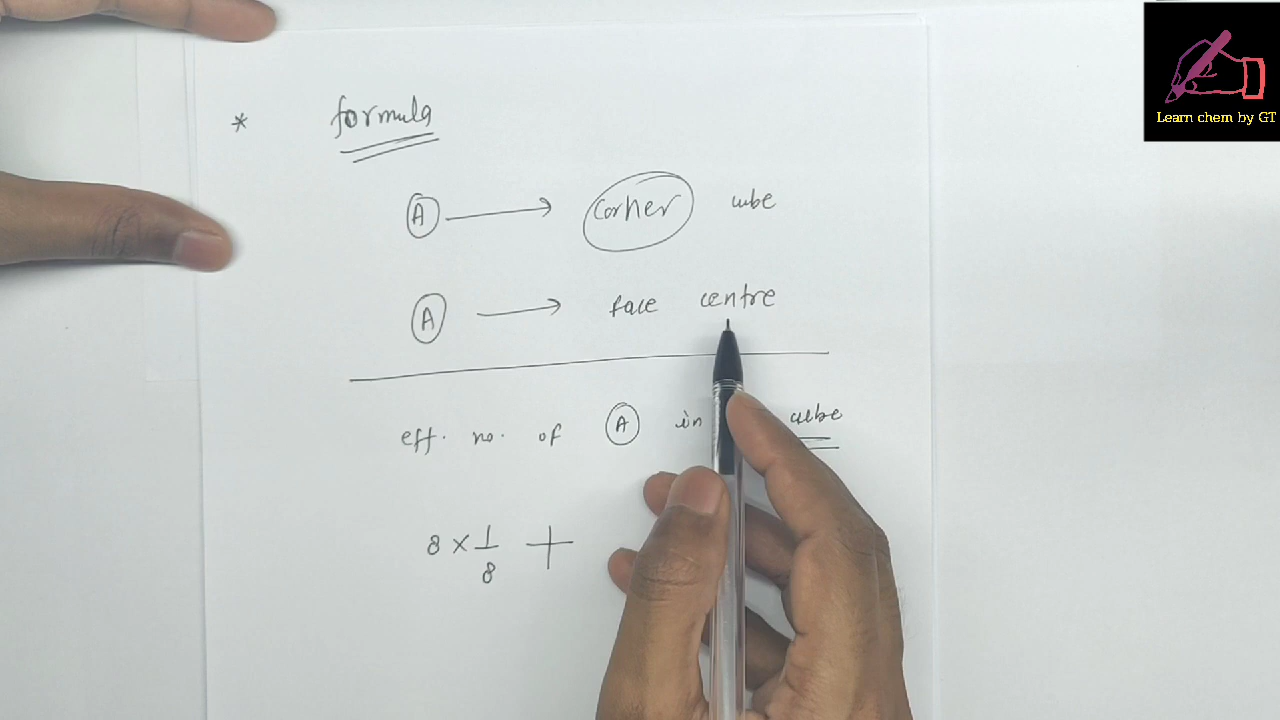 Learn chem by GT
* formula
A → corner cube
A → face centre
eff. no. of A in cube
8 × 1/8 +